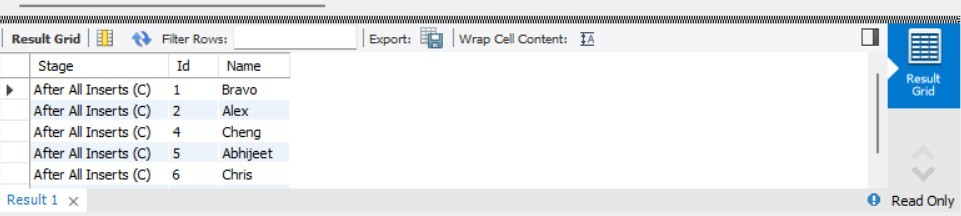 Result Grid Filter Rows: Export: Wrap Cell Content: IA
Result
Grid
Stage Id Name
After All Inserts (C) 1 Bravo
After All Inserts (C) 2 Alex
After All Inserts (C) 4 Cheng
After All Inserts (C) 5 Abhijeet
After All Inserts (C) 6 Chris
Result 1 × Read Only